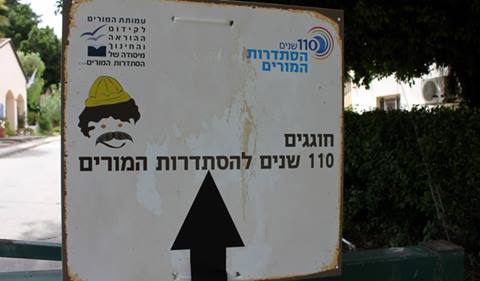 110 שנים
הסתדרות
המורים
עמותת המורים
לקידום
ההוראה
והחינוך
מיסודה של
הסתדרות המורים
חוגגים
110 שנים להסתדרות המורים